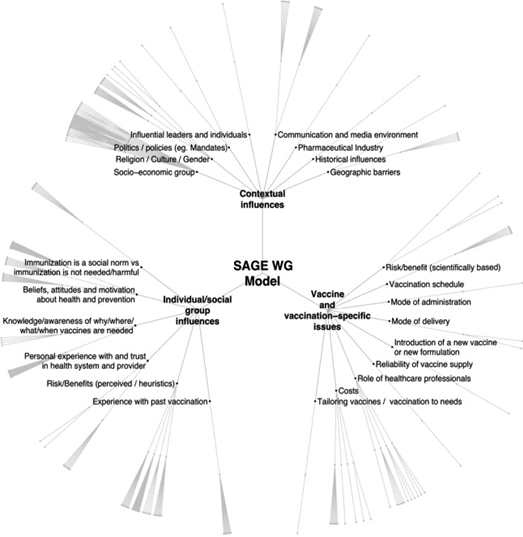 Influential leaders and individuals
Communication and media environment
Politics / policies (eg. Mandates)
Pharmaceutical Industry
Religion / Culture / Gender
Historical influences
Socio-economic group
Geographic barriers
Contextual
influences
SAGE WG
Model
Immunization is a social norm vs
immunization is not needed/harmful
Beliefs, attitudes and motivation
about health and prevention
Individual/social
group
influences
Knowledge/awareness of why/where/
what/when vaccines are needed
Personal experience with and trust
in health system and provider
Risk/Benefits (perceived / heuristics)
Experience with past vaccination
Vaccine
and
vaccination-specific
issues
Risk/benefit (scientifically based)
Vaccination schedule
Mode of administration
Mode of delivery
Introduction of a new vaccine
or new formulation
Reliability of vaccine supply
Role of healthcare professionals
Costs
Tailoring vaccines / vaccination to needs